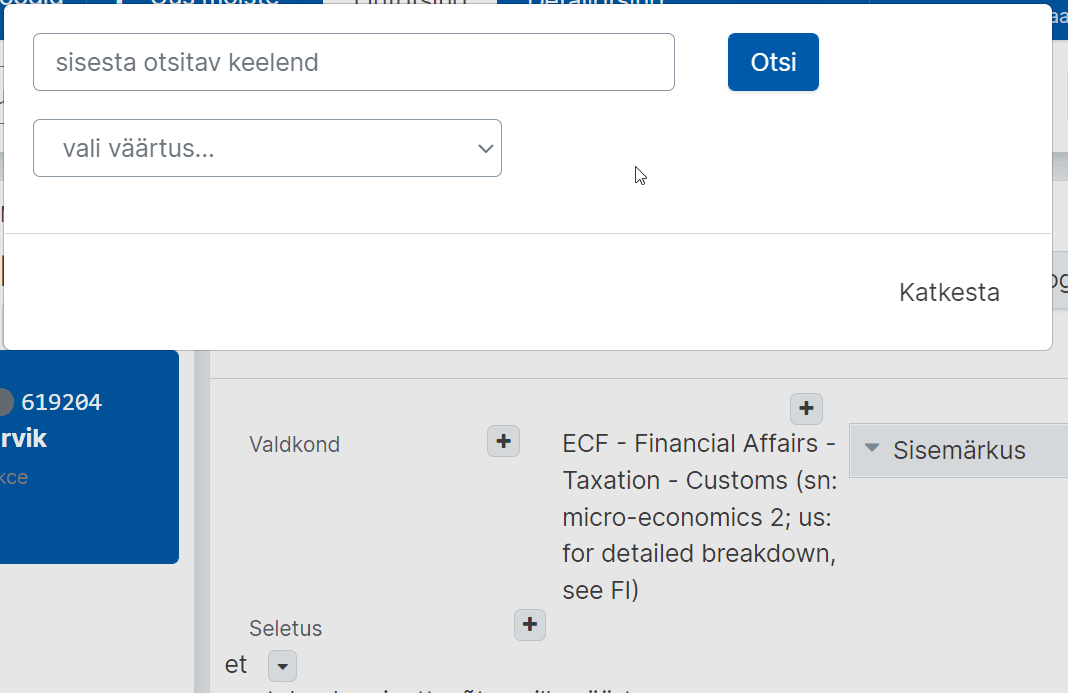 sisesta otsitav keelend
Otsi
vali väärtus...
Katkesta
619204
rvik
kce
Valdkond
ECF - Financial Affairs -
Taxation - Customs (sn:
micro-economics 2; us:
for detailed breakdown,
see FI)
Sisemärkus
Seletus
et